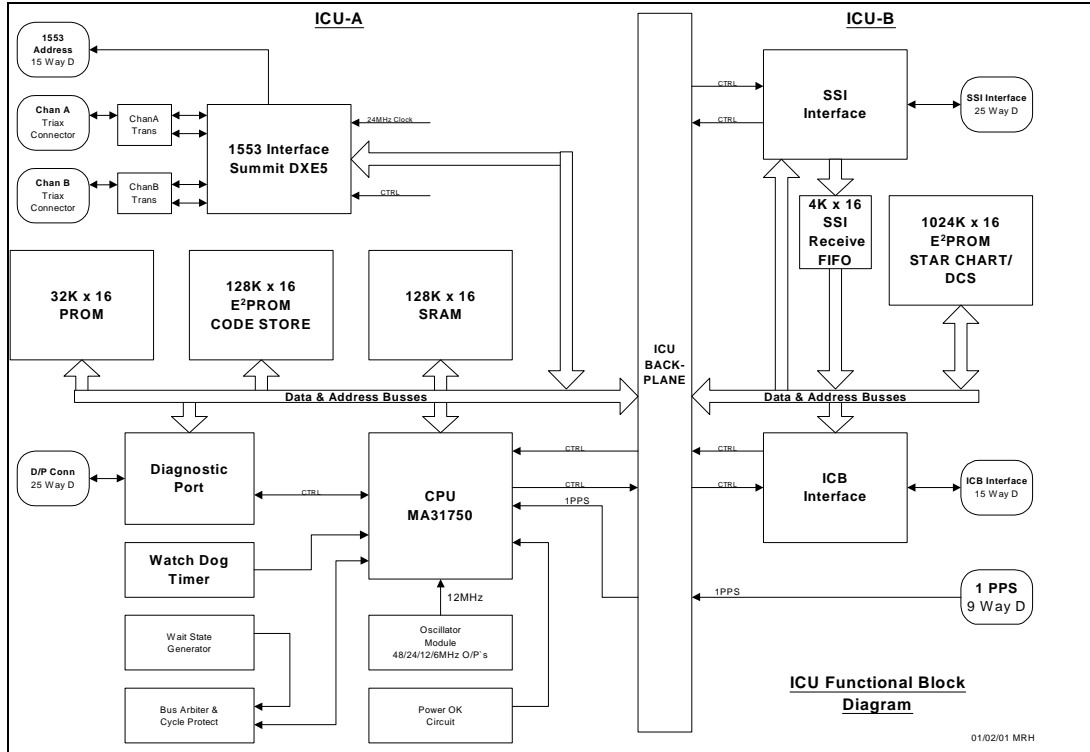 ICU-A
ICU-B
1553
Address
15 Way D
Chan A
Triax
Connector
ChanA
Trans
Chan B
Triax
Connector
ChanB
Trans
1553 Interface
Summit DXE5
24MHz Clock
CTRL
32K x 16
PROM
128K x 16
E²PROM
CODE STORE
128K x 16
SRAM
Data & Address Busses
D/P Conn
25 Way D
Diagnostic
Port
CTRL
CPU
MA31750
CTRL
CTRL
1PPS
Watch Dog
Timer
12MHz
Wait State
Generator
Oscillator
Module
48/24/12/6MHz O/P`s
Bus Arbiter &
Cycle Protect
Power OK
Circuit
ICU
BACK-
PLANE
CTRL
CTRL
SSI
Interface
SSI Interface
25 Way D
4K x 16
SSI
Receive
FIFO
1024K x 16
E²PROM
STAR CHART/
DCS
Data & Address Busses
CTRL
CTRL
ICB
Interface
ICB Interface
15 Way D
1PPS
1 PPS
9 Way D
ICU Functional Block
Diagram
01/02/01 MRH